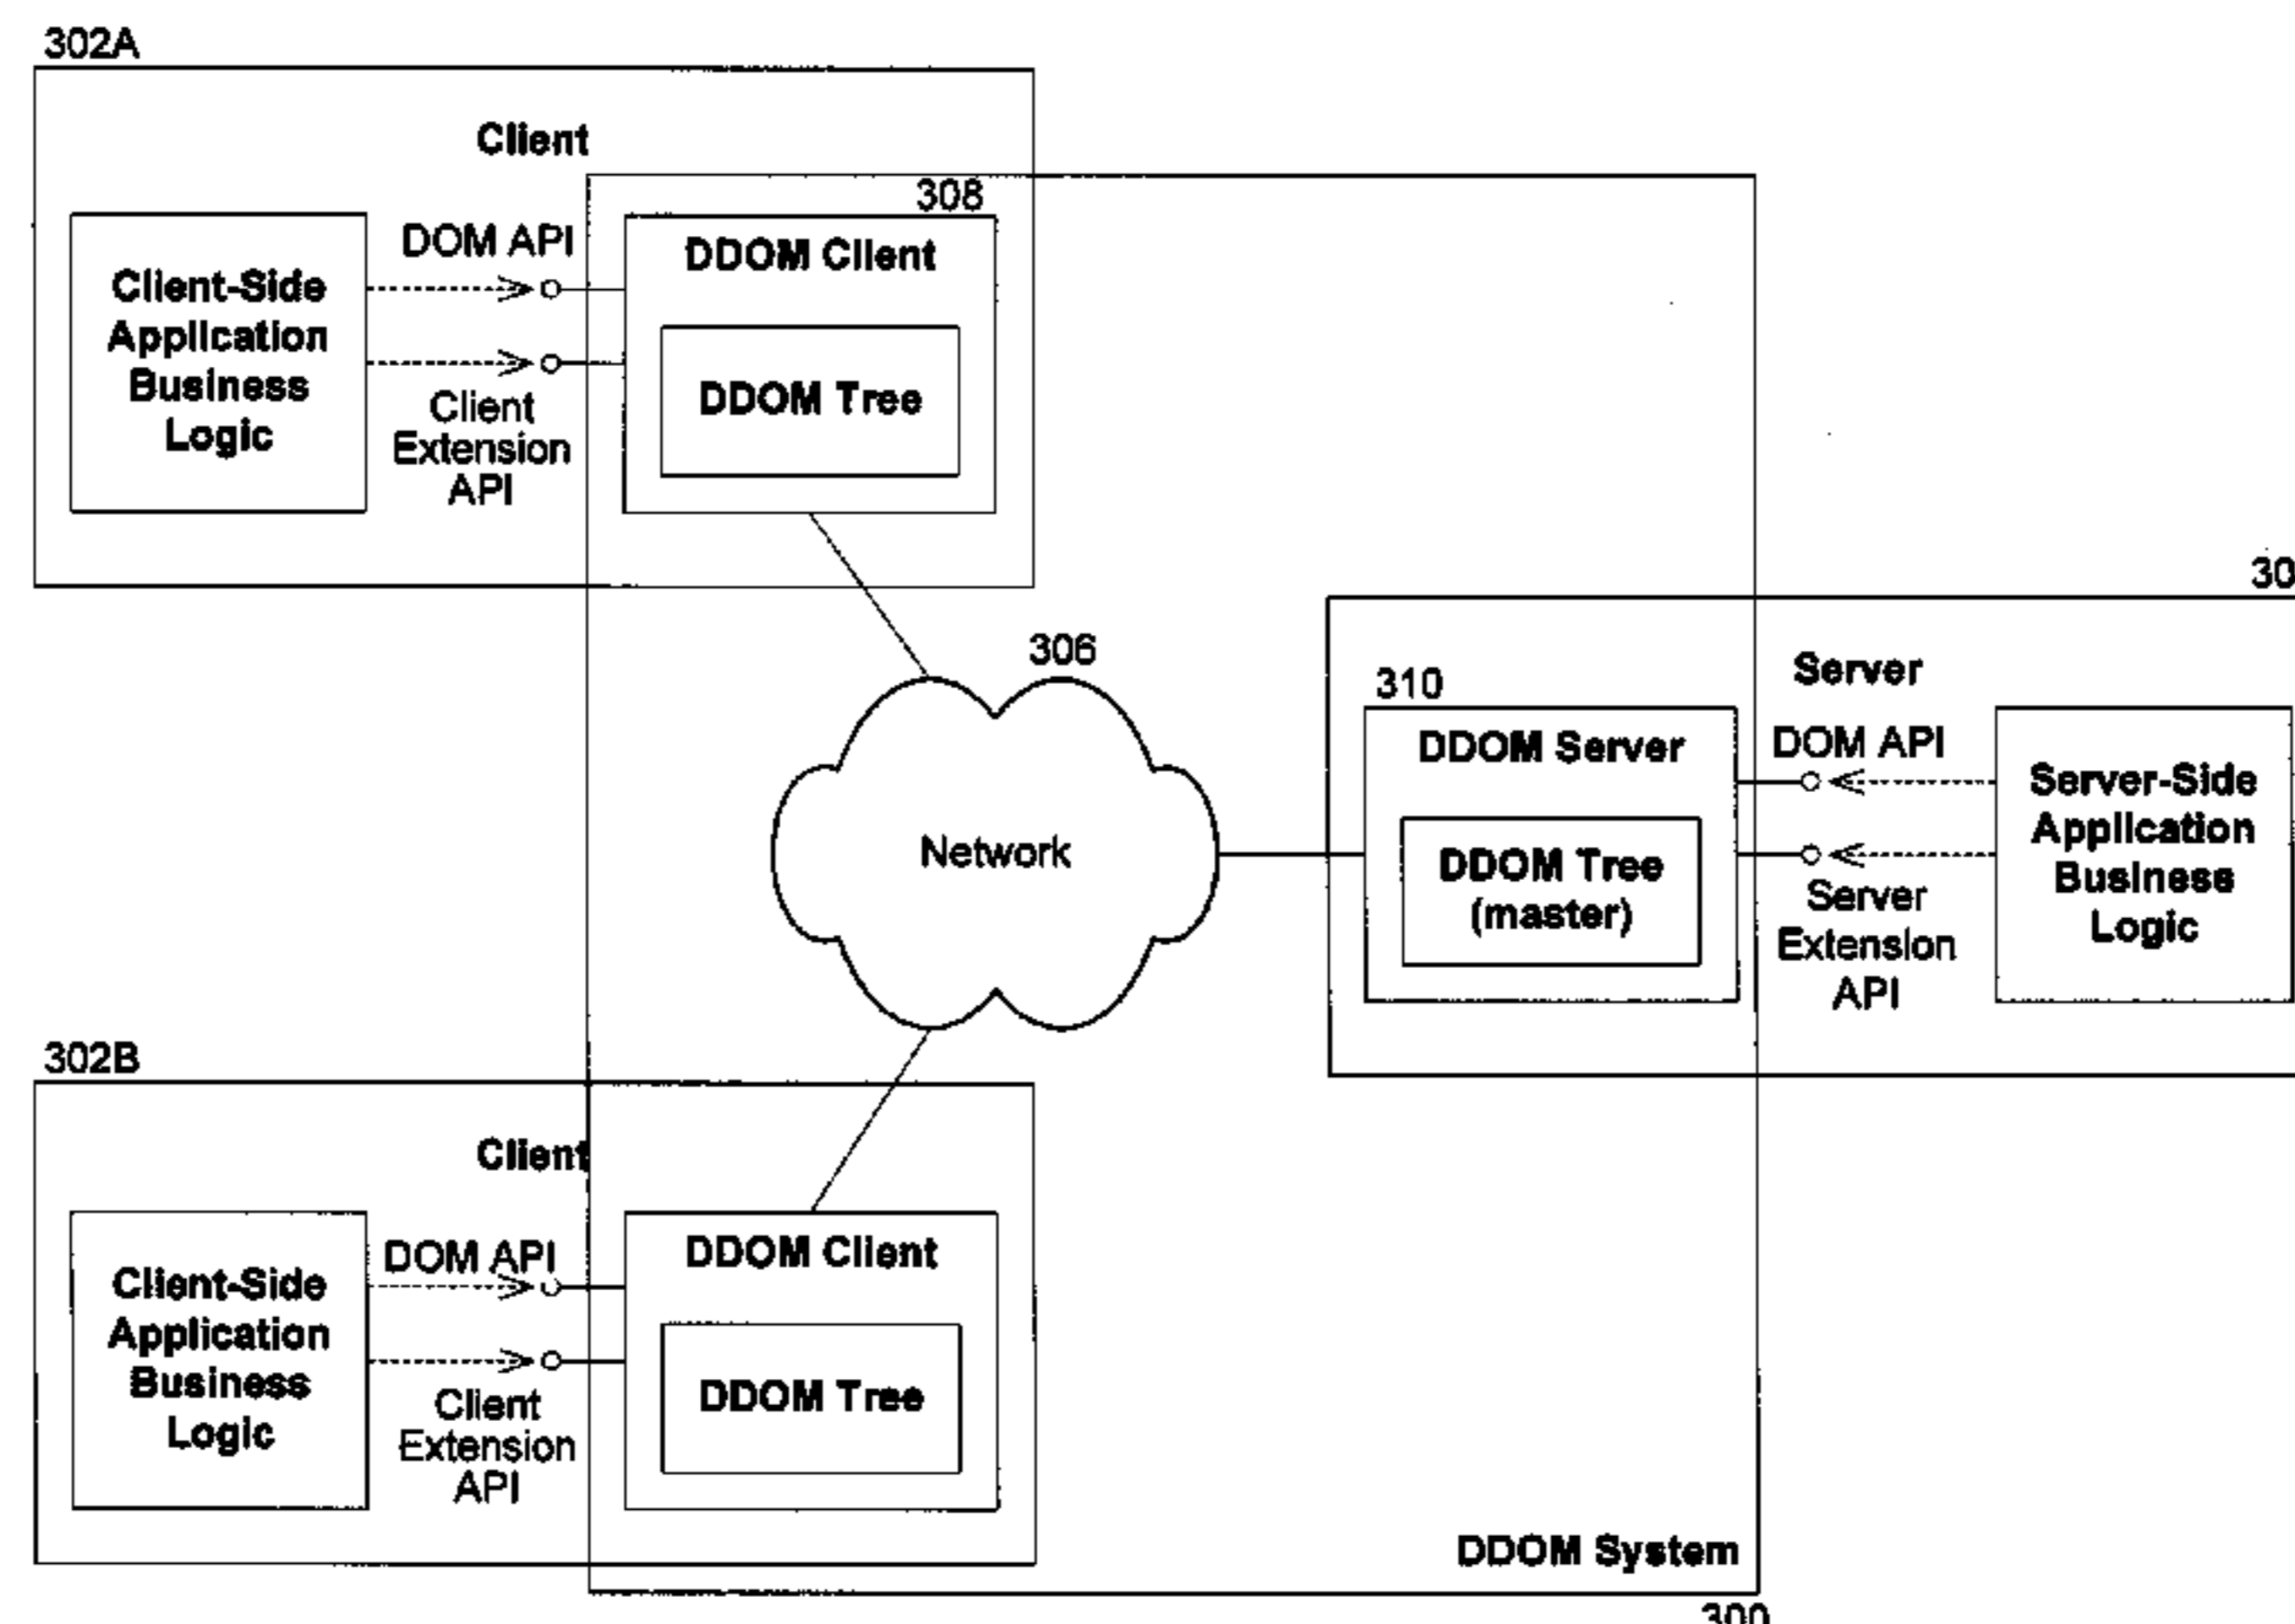 302A
Client
308
DOM API
DDOM Client
Client-Side
Application
Business
Logic
DDOM Tree
Client
Extension
API
30
306
Server
310
DDOM Server
DOM API
Server-Side
Application
Business
Logic
Network
DDOM Tree
(master)
Server
Extension
API
302B
Client
DOM API
DDOM Client
Client-Side
Application
Business
Logic
DDOM Tree
Client
Extension
API
DDOM System
300